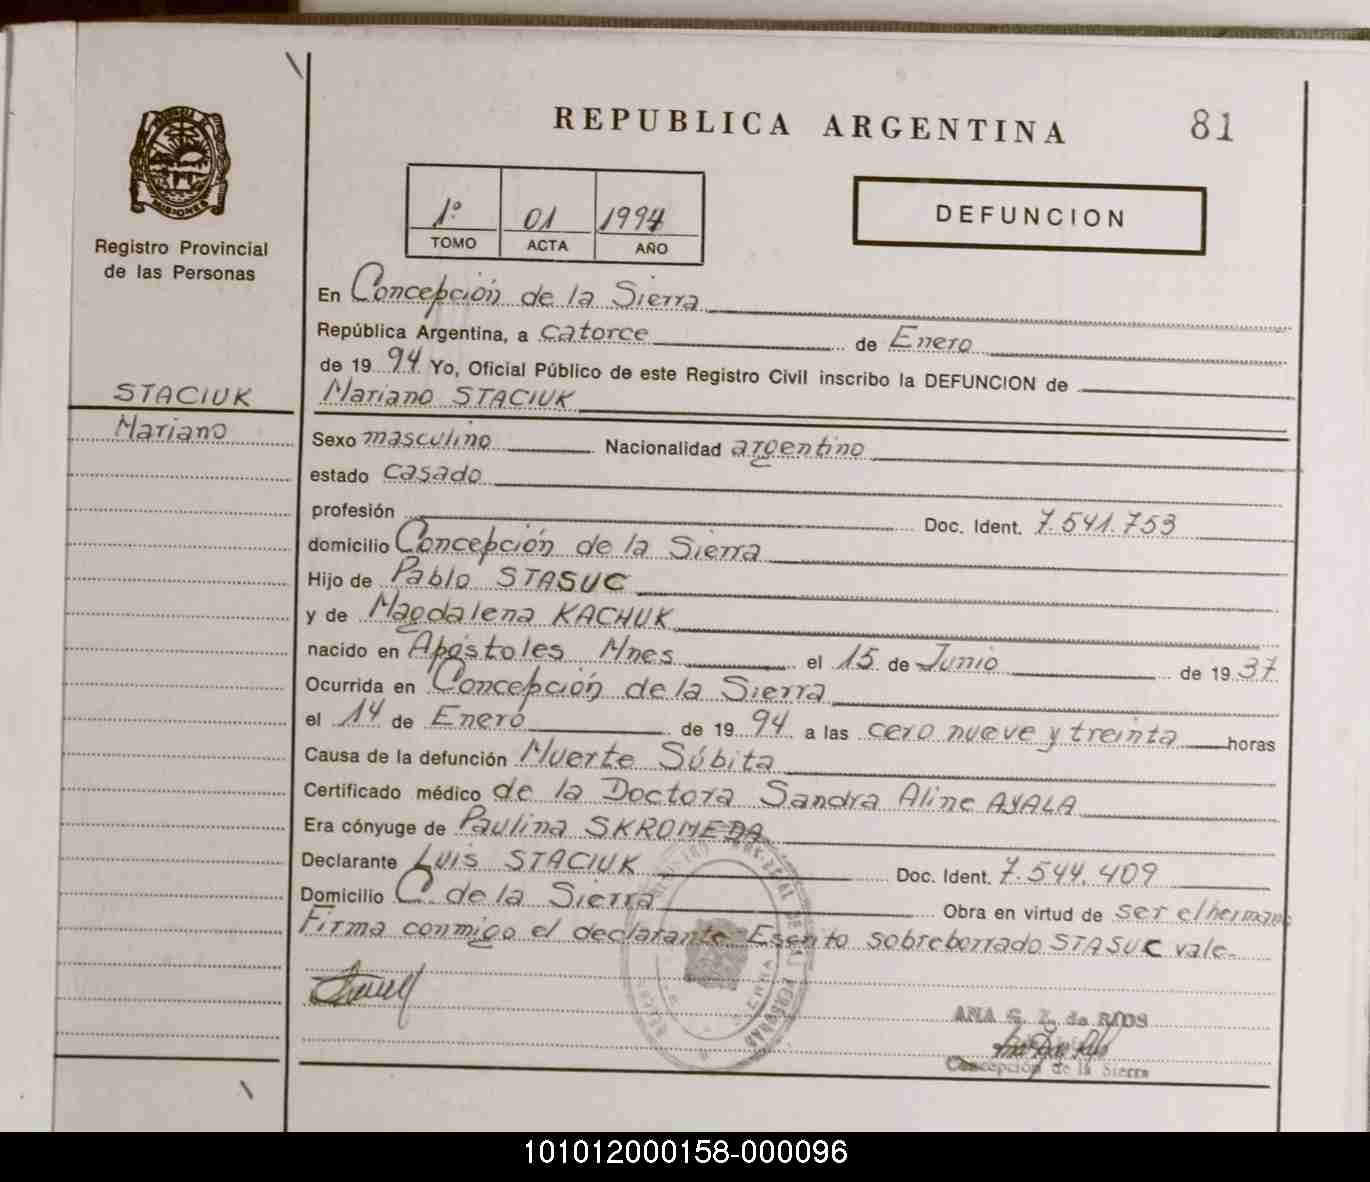 REPUBLICA ARGENTINA
81
MISIONES
Registro Provincial
de las Personas
1º 01 1994
TOMO ACTA AÑO
DEFUNCION
STACIUK
Mariano
En Concepción de la Sierra
República Argentina, a catorce de Enero
de 1994 Yo, Oficial Público de este Registro Civil inscribo la DEFUNCION de
Mariano STACIUK
Sexo masculino Nacionalidad argentino
estado casado
profesión Doc. Ident. 7.541.753
domicilio Concepción de la Sierra
Hijo de Pablo STASUC
y de Magdalena KACHUK
nacido en Apóstoles Mnes el 15 de Junio de 1937
Ocurrida en Concepción de la Sierra
el 14 de Enero de 1994 a las cero nueve y treinta horas
Causa de la defunción Muerte Súbita
Certificado médico de la Doctora Sandra Aline AYALA
Era cónyuge de Paulina SKROMEDA
Declarante Luis STACIUK Doc. Ident. 7.544.409
Domicilio C. de la Sierra Obra en virtud de ser el hermano
Firma conmigo el declarante. Escrito sobreborrado STASUC vale.
ANA G. Z. de RIOS
Concepción de la Sierra
101012000158-000096